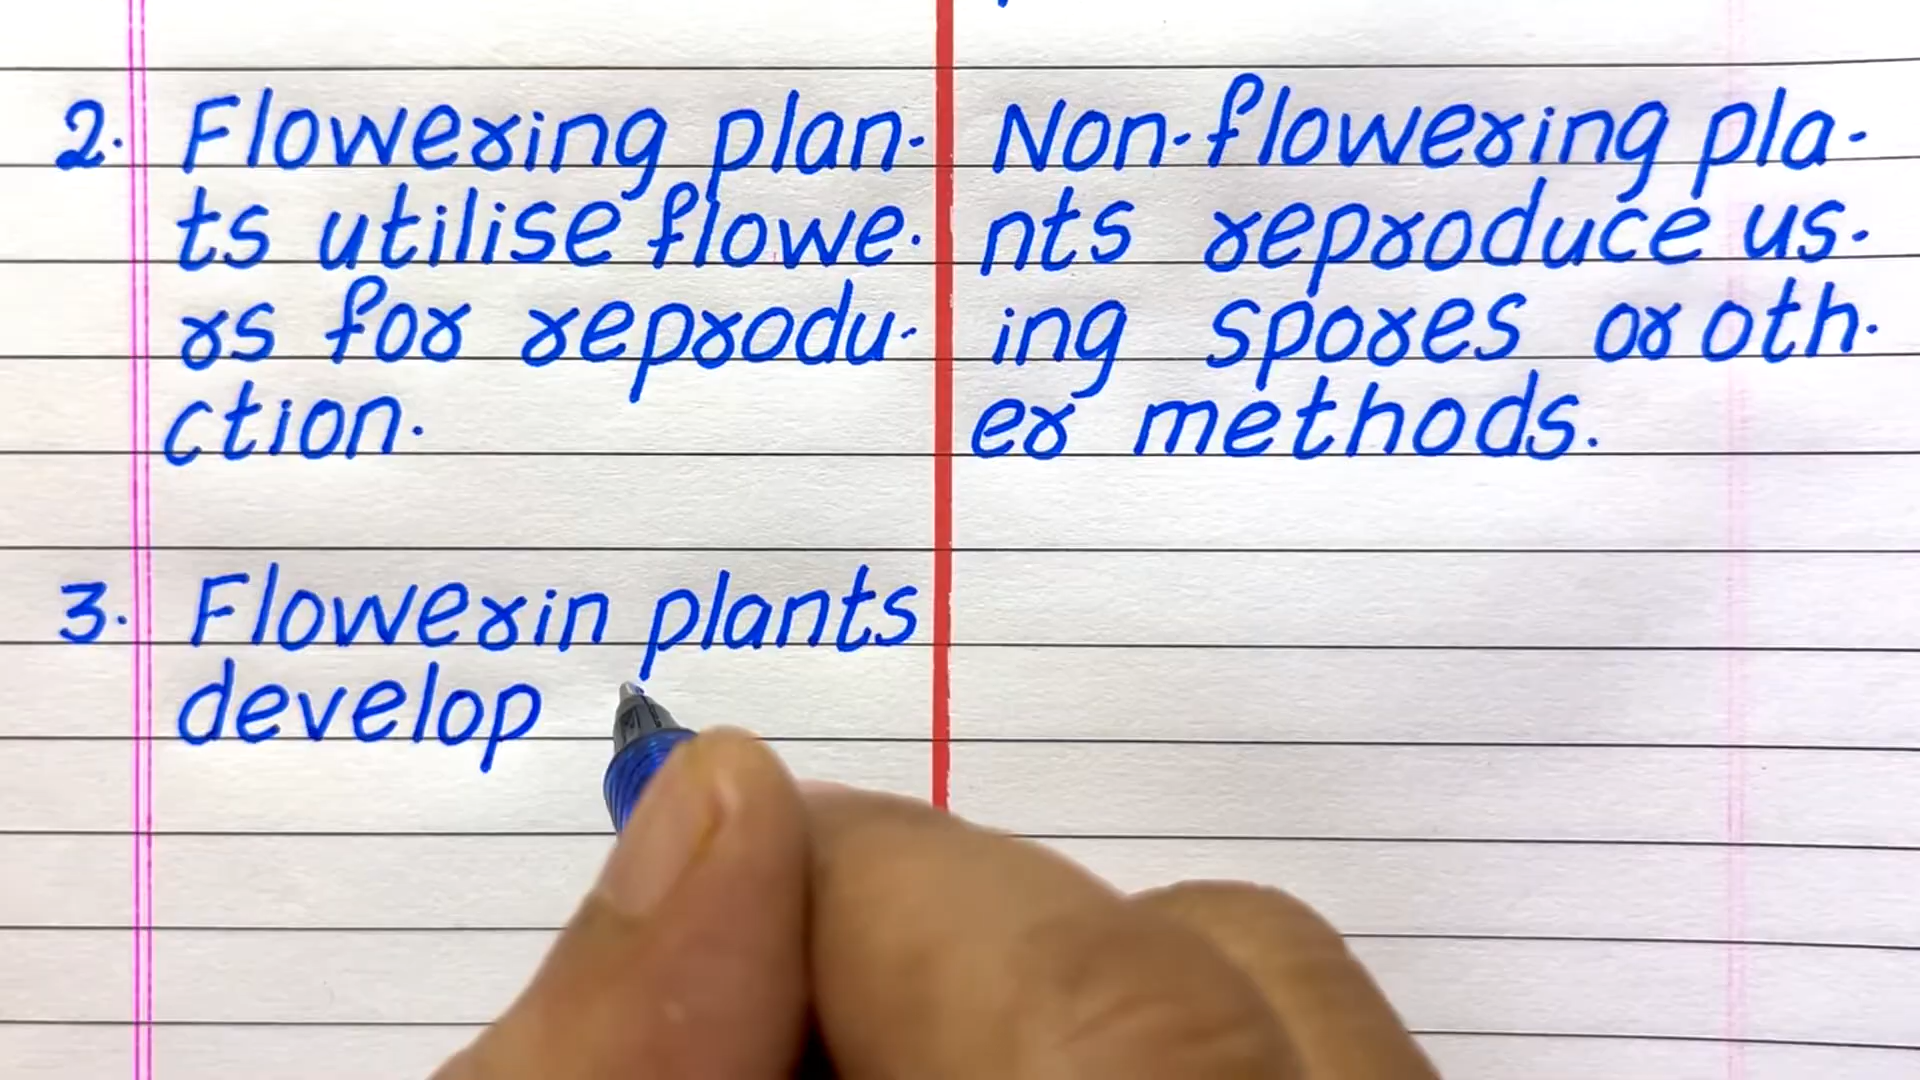 2. Flowering plan-
ts utilise flowe-
rs for reprodu-
ction.
Non-flowering pla-
nts reproduce us-
ing spores or oth-
er methods.
3. Flowerin plants
develop